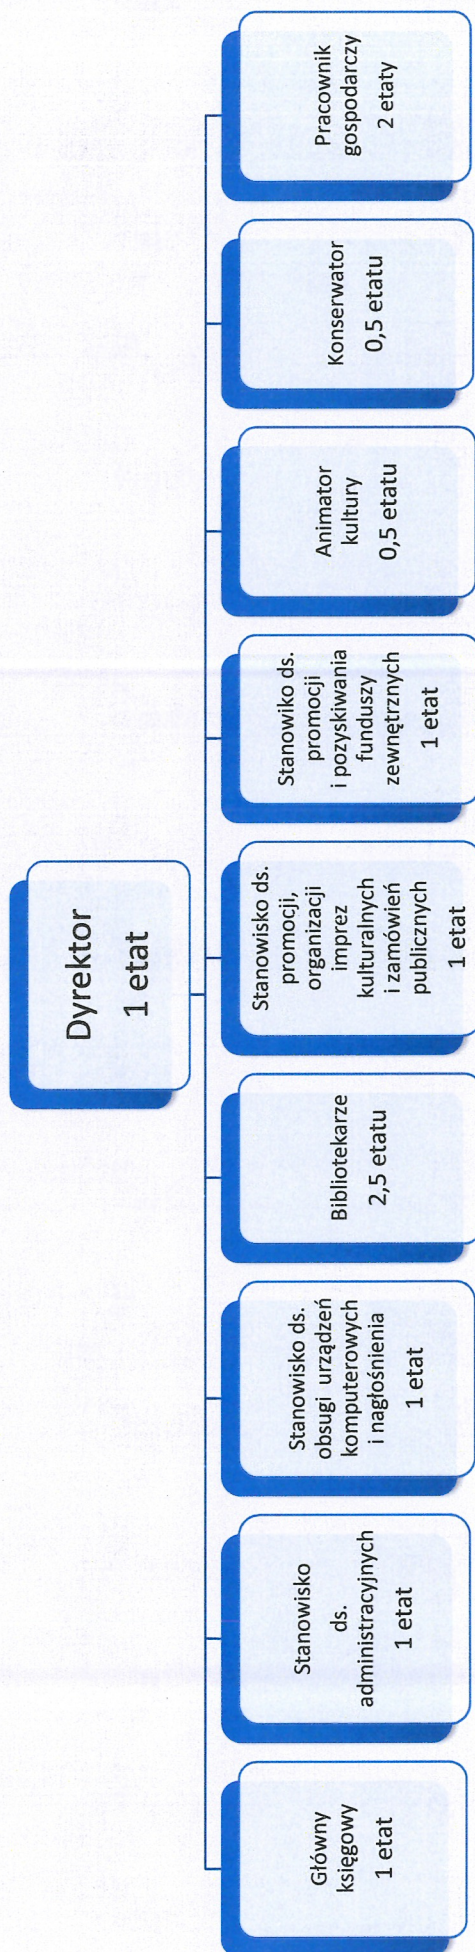 Dyrektor
1 etat
Główny
księgowy
1 etat
Stanowisko
ds.
administracyjnych
1 etat
Stanowisko ds.
obsugi urządzeń
komputerowych
i nagłośnienia
1 etat
Bibliotekarze
2,5 etatu
Stanowisko ds.
promocji,
organizacji
imprez
kulturalnych
i zamówień
publicznych
1 etat
Stanowiko ds.
promocji
i pozyskiwania
funduszy
zewnętrznych
1 etat
Animator
kultury
0,5 etatu
Konserwator
0,5 etatu
Pracownik
gospodarczy
2 etaty